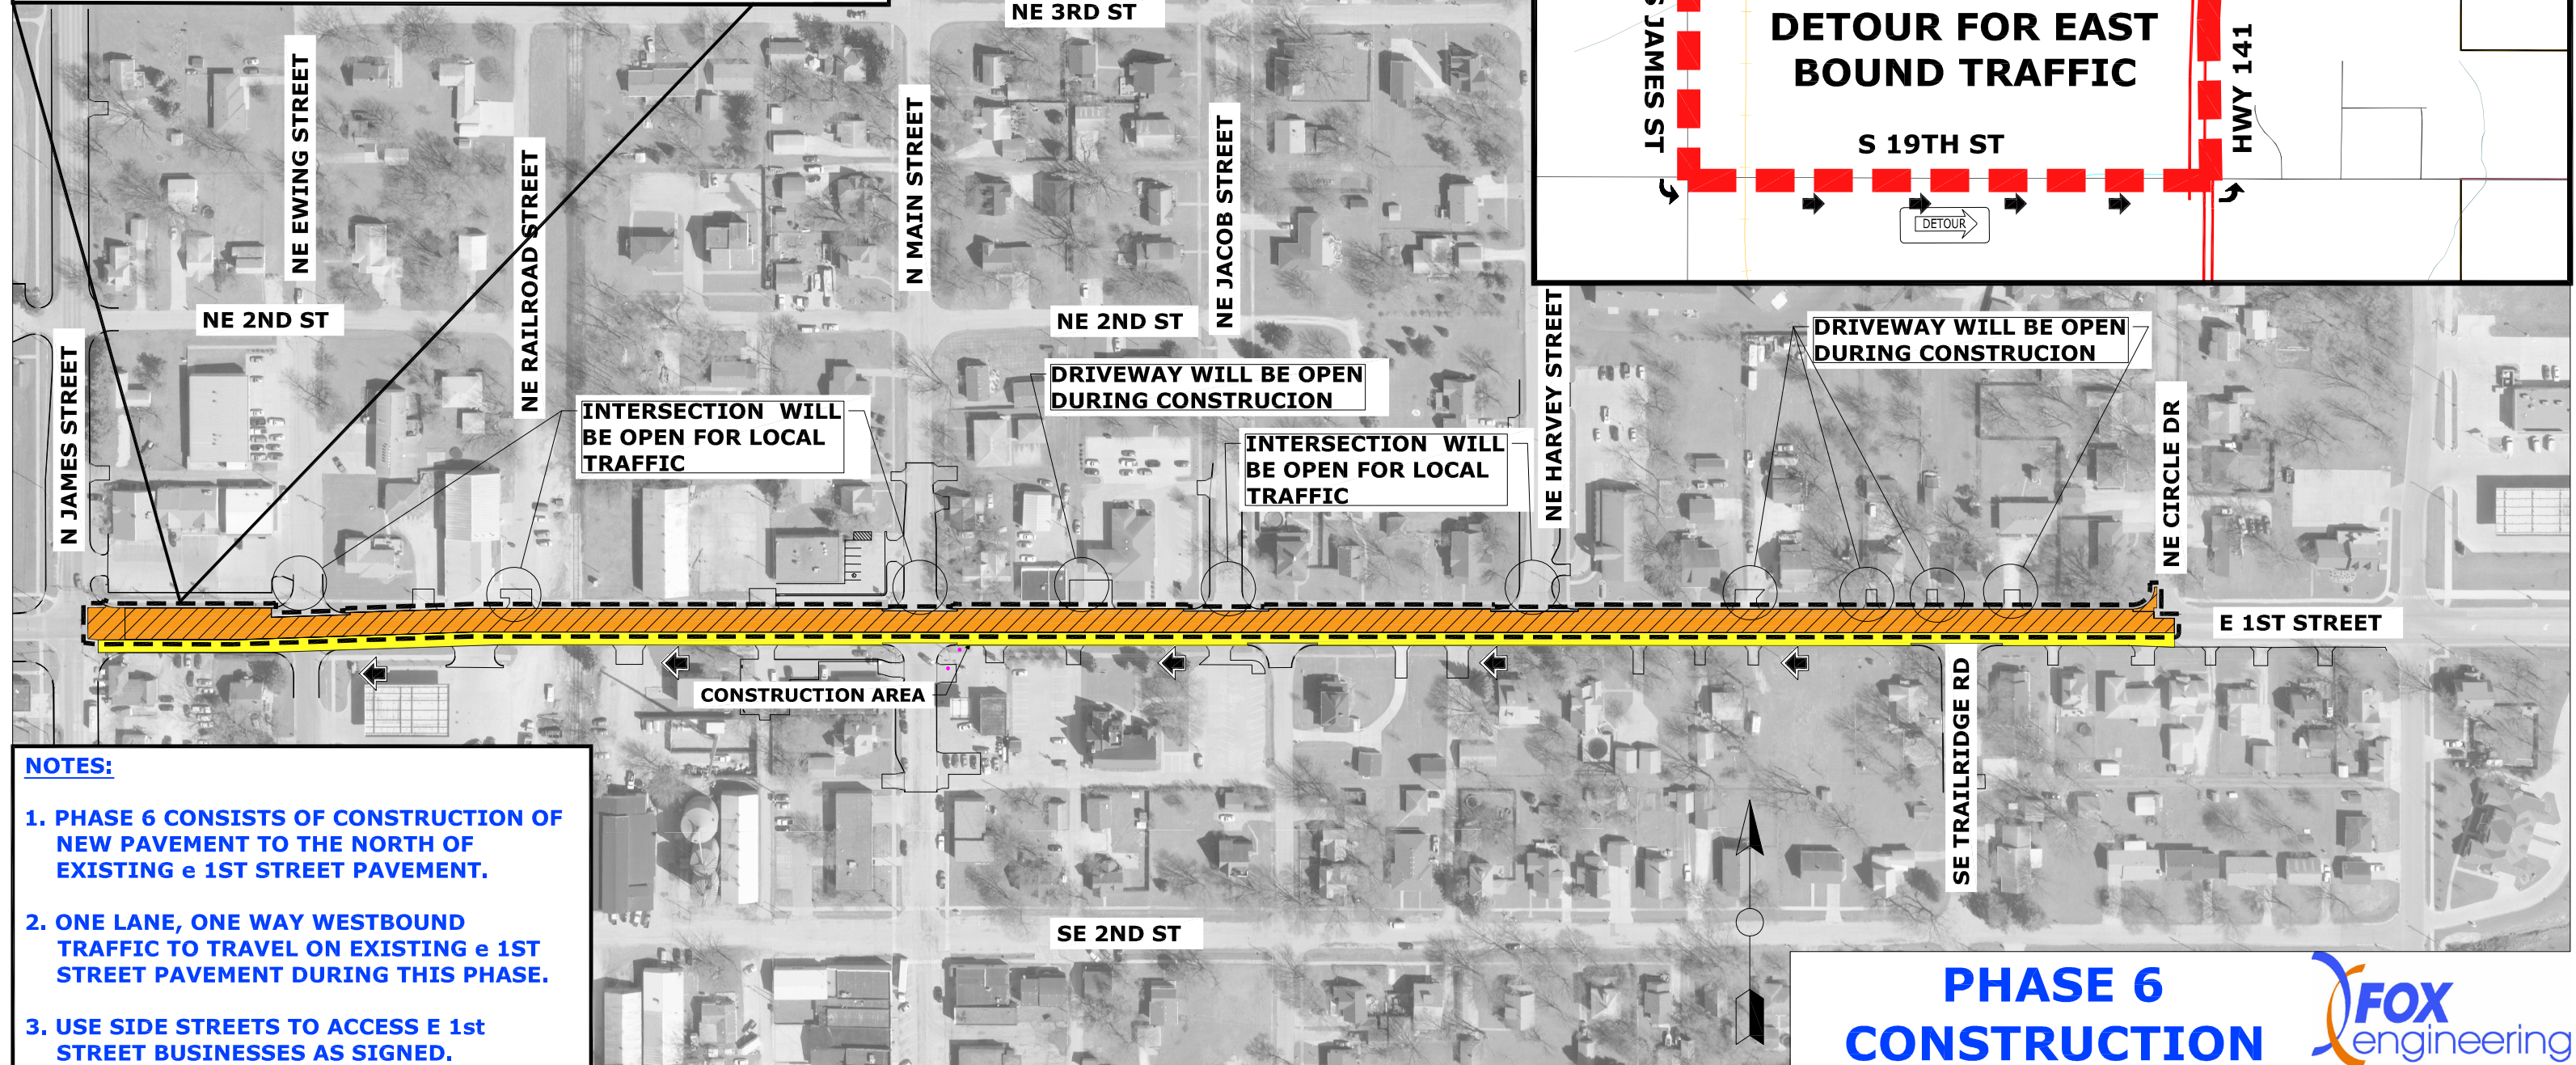 NE 3RD ST
S JAMES ST
DETOUR FOR EAST
BOUND TRAFFIC
S 19TH ST
HWY 141
DETOUR
NE EWING STREET
NE RAILROAD STREET
N MAIN STREET
NE JACOB STREET
NE 2ND ST
NE 2ND ST
N JAMES STREET
NE HARVEY STREET
NE CIRCLE DR
DRIVEWAY WILL BE OPEN
DURING CONSTRUCION
DRIVEWAY WILL BE OPEN
DURING CONSTRUCION
INTERSECTION WILL
BE OPEN FOR LOCAL
TRAFFIC
INTERSECTION WILL
BE OPEN FOR LOCAL
TRAFFIC
E 1ST STREET
CONSTRUCTION AREA
SE TRAILRIDGE RD
SE 2ND ST
NOTES:
1. PHASE 6 CONSISTS OF CONSTRUCTION OF
NEW PAVEMENT TO THE NORTH OF
EXISTING e 1ST STREET PAVEMENT.
2. ONE LANE, ONE WAY WESTBOUND
TRAFFIC TO TRAVEL ON EXISTING e 1ST
STREET PAVEMENT DURING THIS PHASE.
3. USE SIDE STREETS TO ACCESS E 1st
STREET BUSINESSES AS SIGNED.
PHASE 6
CONSTRUCTION
FOX
engineering